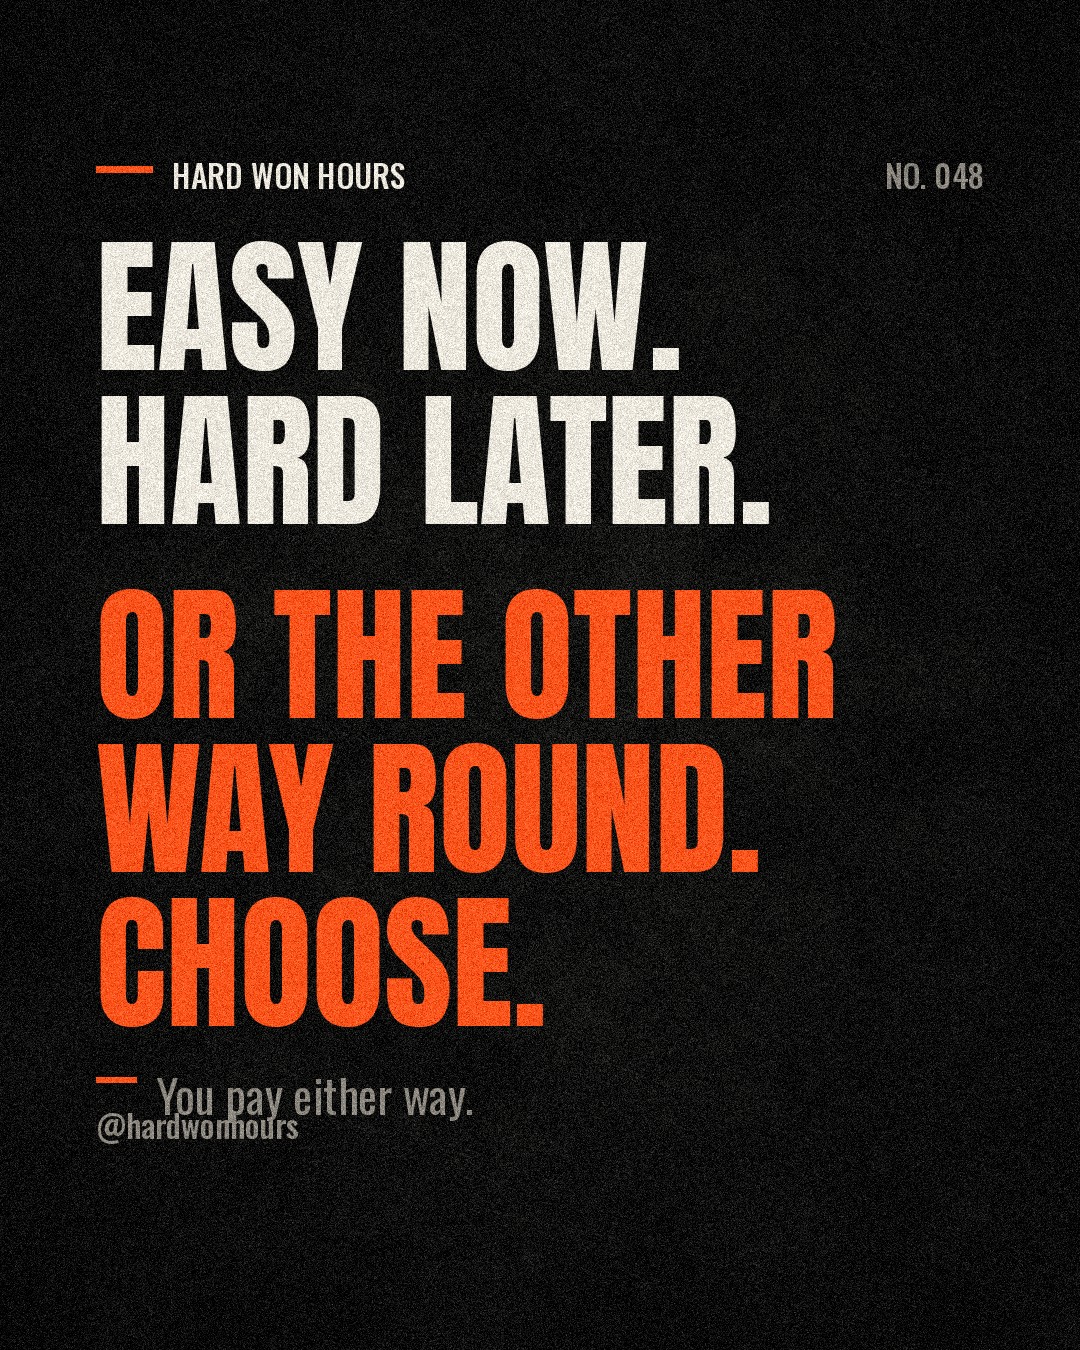 HARD WON HOURS
NO. 048
EASY NOW.
HARD LATER.
OR THE OTHER
WAY ROUND.
CHOOSE.
You pay either way.
@hardwonhours